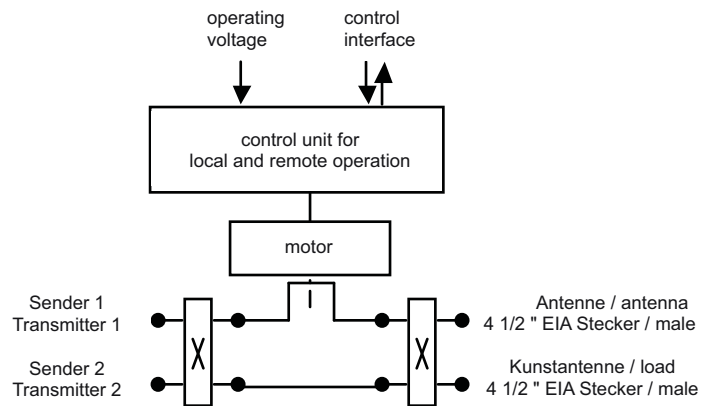 operating
voltage
control
interface
control unit for
local and remote operation
motor
Sender 1
Transmitter 1
Antenne / antenna
4 1/2 " EIA Stecker / male
Sender 2
Transmitter 2
Kunstantenne / load
4 1/2 " EIA Stecker / male